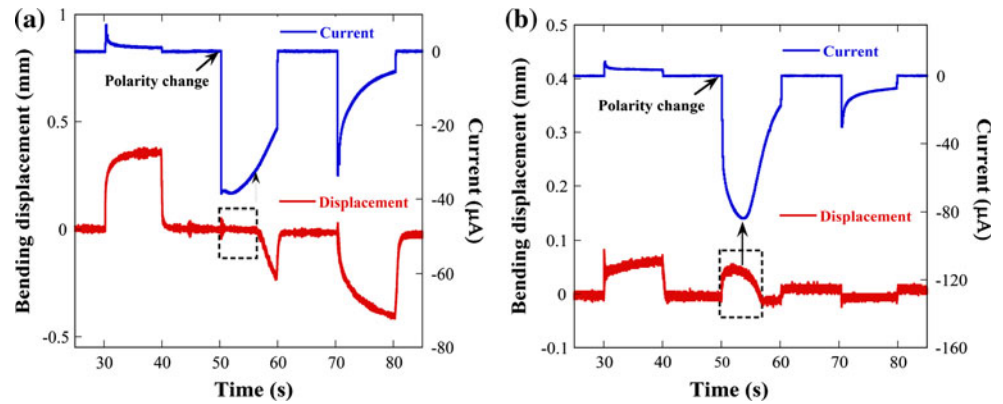 (a)
Bending displacement (mm)
1
0.5
0
-0.5
Current
Polarity change
Displacement
0
-20
-40
-60
-80
Current (μA)
30
40
50
60
70
80
Time (s)
(b)
Bending displacement (mm)
0.5
0.4
0.3
0.2
0.1
0
-0.1
Current
Polarity change
Displacement
0
-40
-80
-120
-160
Current (μA)
30
40
50
60
70
80
Time (s)